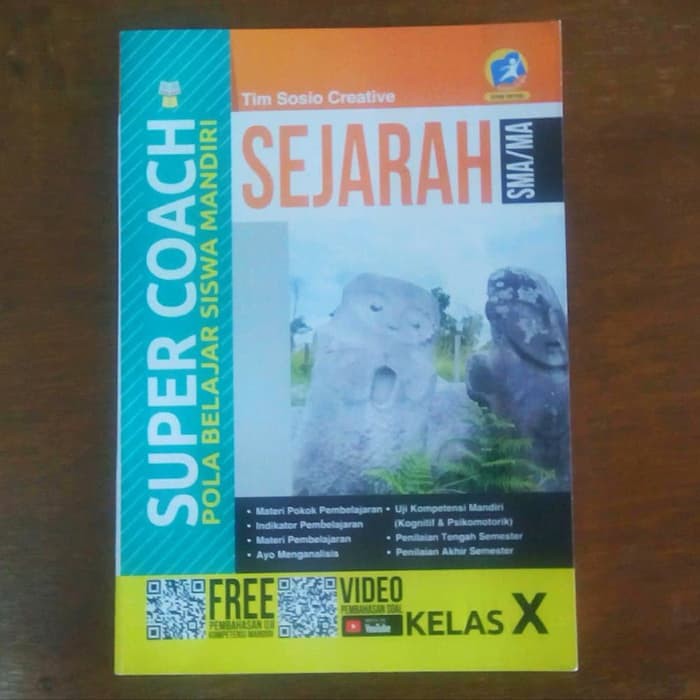 Tim Sosio Creative
SEJARAH
SMA/MA
SUPER COACH
POLA BELAJAR SISWA MANDIRI
• Materi Pokok Pembelajaran
• Indikator Pembelajaran
• Materi Pembelajaran
• Ayo Menganalisis
• Uji Kompetensi Mandiri
(Kognitif & Psikomotorik)
• Penilaian Tengah Semester
• Penilaian Akhir Semester
FREE
PEMBAHASAN UJI
KOMPETENSI MANDIRI
VIDEO
PEMBAHASAN SOAL
YouTube
KELAS X